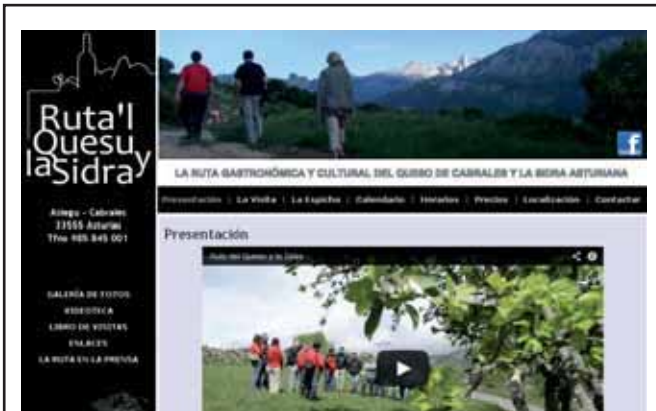 Ruta'l
Quesu y
laSidra
Asiegu - Cabrales
33555 Asturias
Tfno 985 845 001
GALERÍA DE FOTOS
VIDEOTECA
LIBRO DE VISITAS
ENLACES
LA RUTA EN LA PRENSA
f
LA RUTA GASTRONÓMICA Y CULTURAL DEL QUESO DE CABRALES Y LA SIDRA ASTURIANA
Presentación | La Visita | La Espicha | Calendario | Horarios | Precios | Localización | Contactar
Presentación
Ruta del Queso y la Sidra